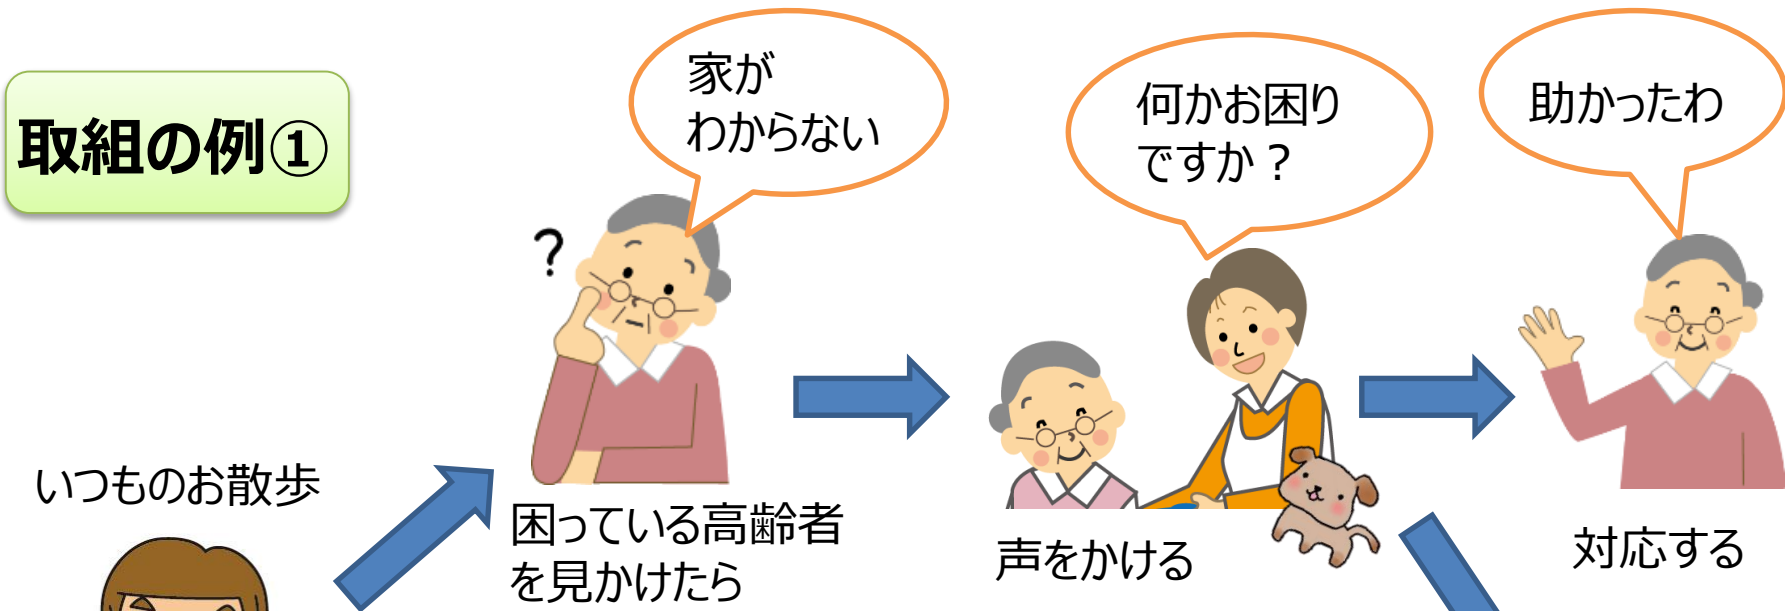 取組の例①
家が
わからない
何かお困り
ですか？
助かったわ
?
いつものお散歩
困っている高齢者
を見かけたら
声をかける
対応する